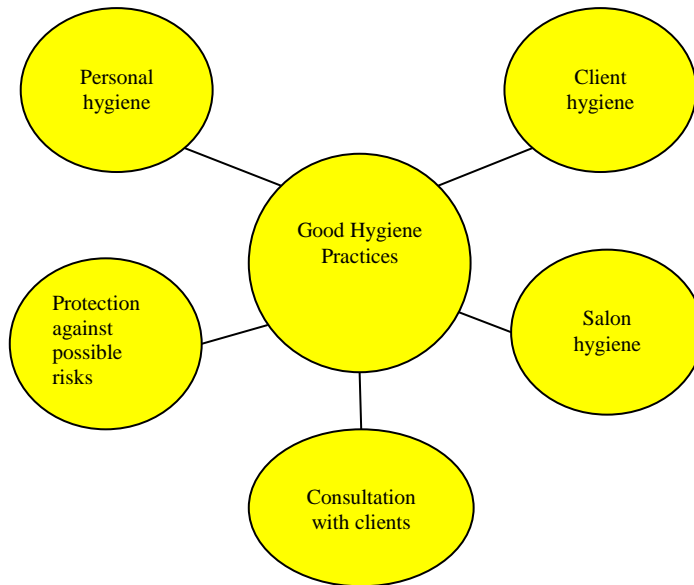 Personal
hygiene
Client
hygiene
Good Hygiene
Practices
Protection
against
possible
risks
Salon
hygiene
Consultation
with clients